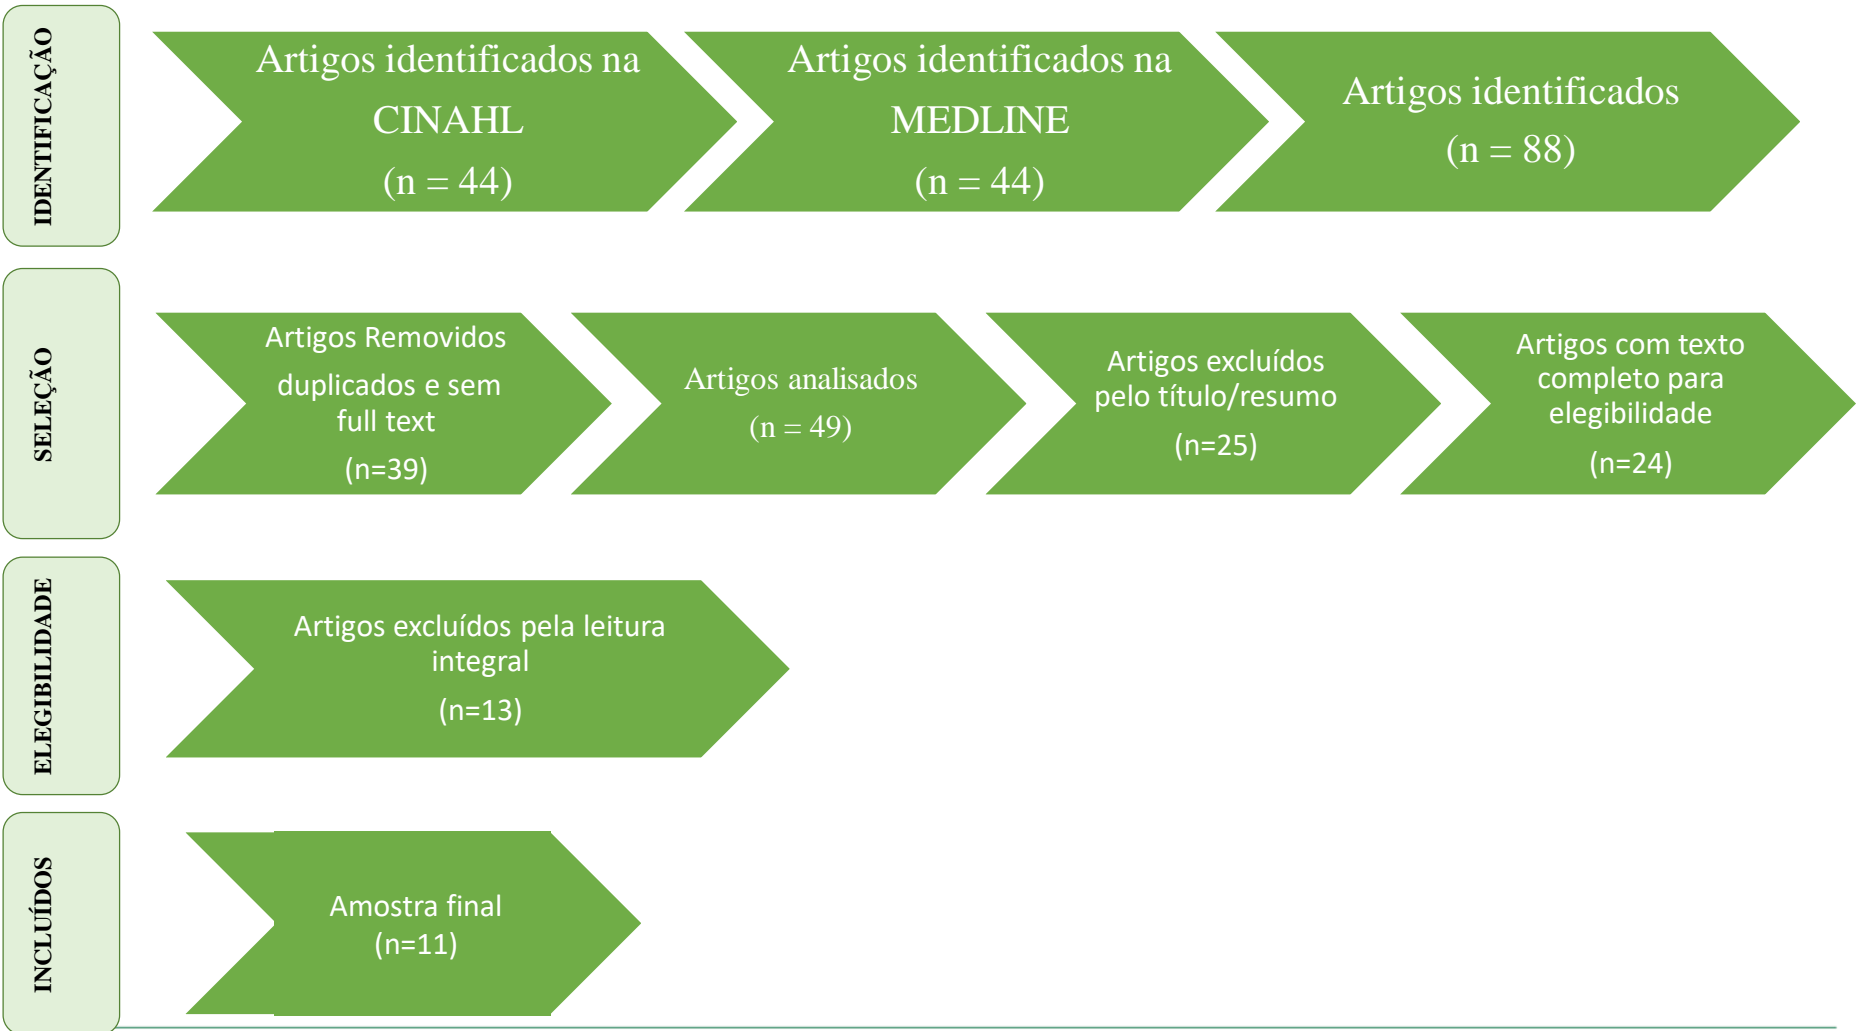 IDENTIFICAÇÃO
Artigos identificados na
CINAHL
(n = 44)
Artigos identificados na
MEDLINE
(n = 44)
Artigos identificados
(n = 88)
SELEÇÃO
Artigos Removidos
duplicados e sem
full text
(n=39)
Artigos analisados
(n = 49)
Artigos excluídos
pelo título/resumo
(n=25)
Artigos com texto
completo para
elegibilidade
(n=24)
ELEGIBILIDADE
Artigos excluídos pela leitura
integral
(n=13)
INCLUÍDOS
Amostra final
(n=11)